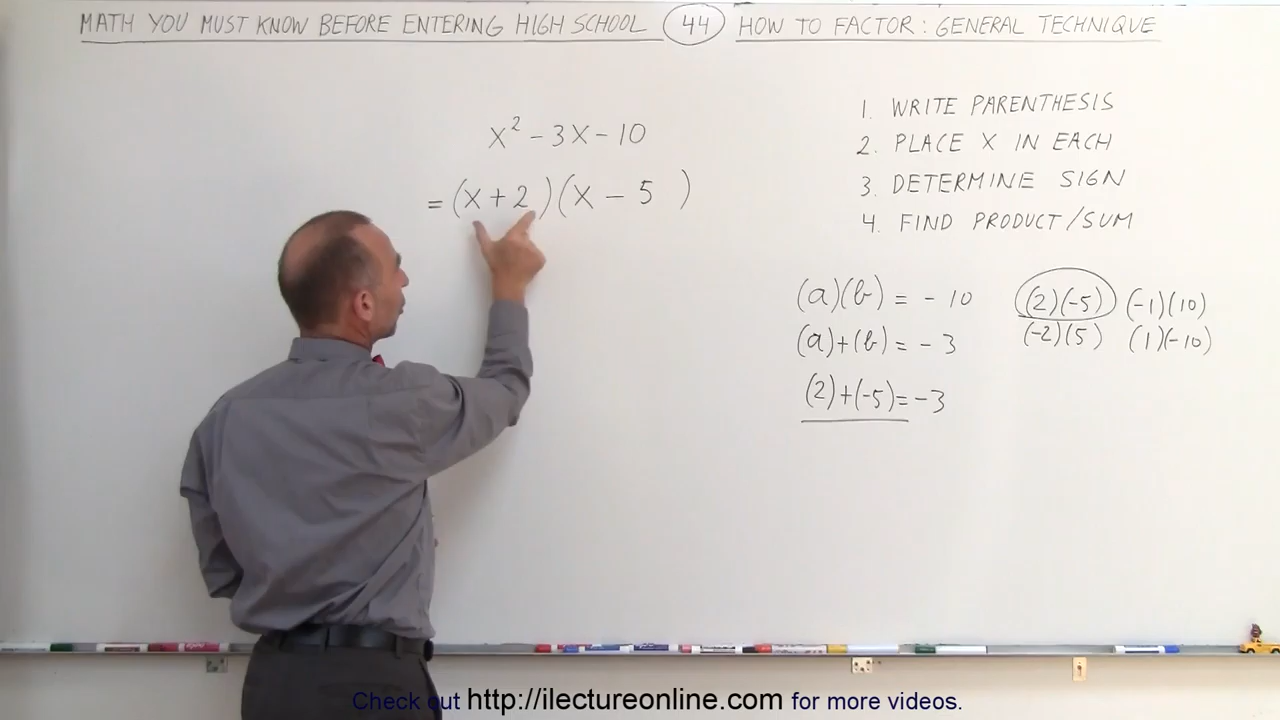 MATH YOU MUST KNOW BEFORE ENTERING HIGH SCHOOL 44 HOW TO FACTOR: GENERAL TECHNIQUE
x² - 3x - 10
= (x + 2 )(x - 5 )
1. WRITE PARENTHESIS
2. PLACE X IN EACH
3. DETERMINE SIGN
4. FIND PRODUCT/SUM
(a)(b) = - 10
(a)+(b) = - 3
(2)+(-5)=-3
(2)(-5) (-1)(10)
(-2)(5) (1)(-10)
Check out http://ilectureonline.com for more videos.